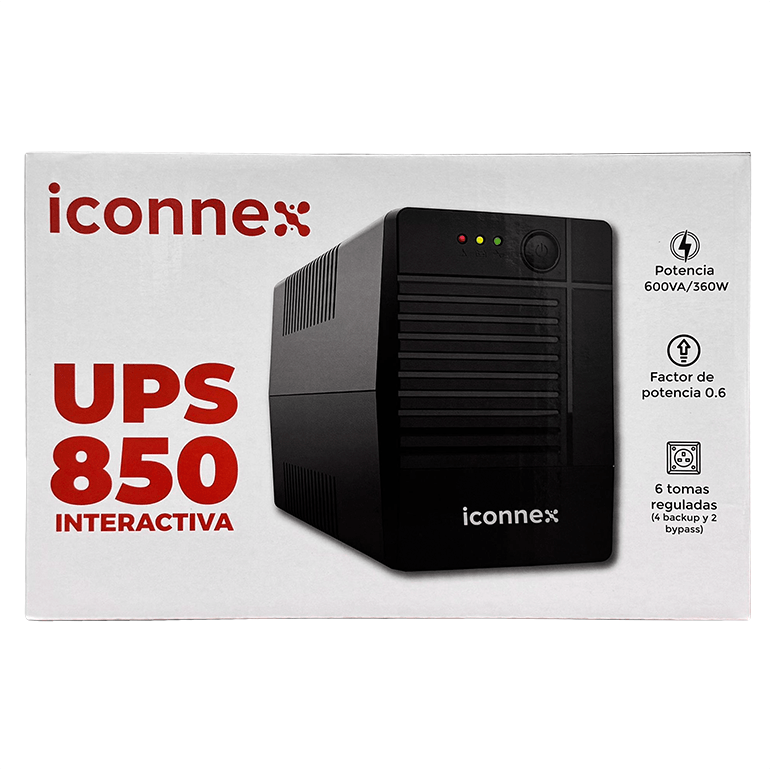 iconnex
UPS
850
INTERACTIVA
iconnex
Potencia
600VA/360W
Factor de
potencia 0.6
6 tomas
reguladas
(4 backup y 2
bypass)